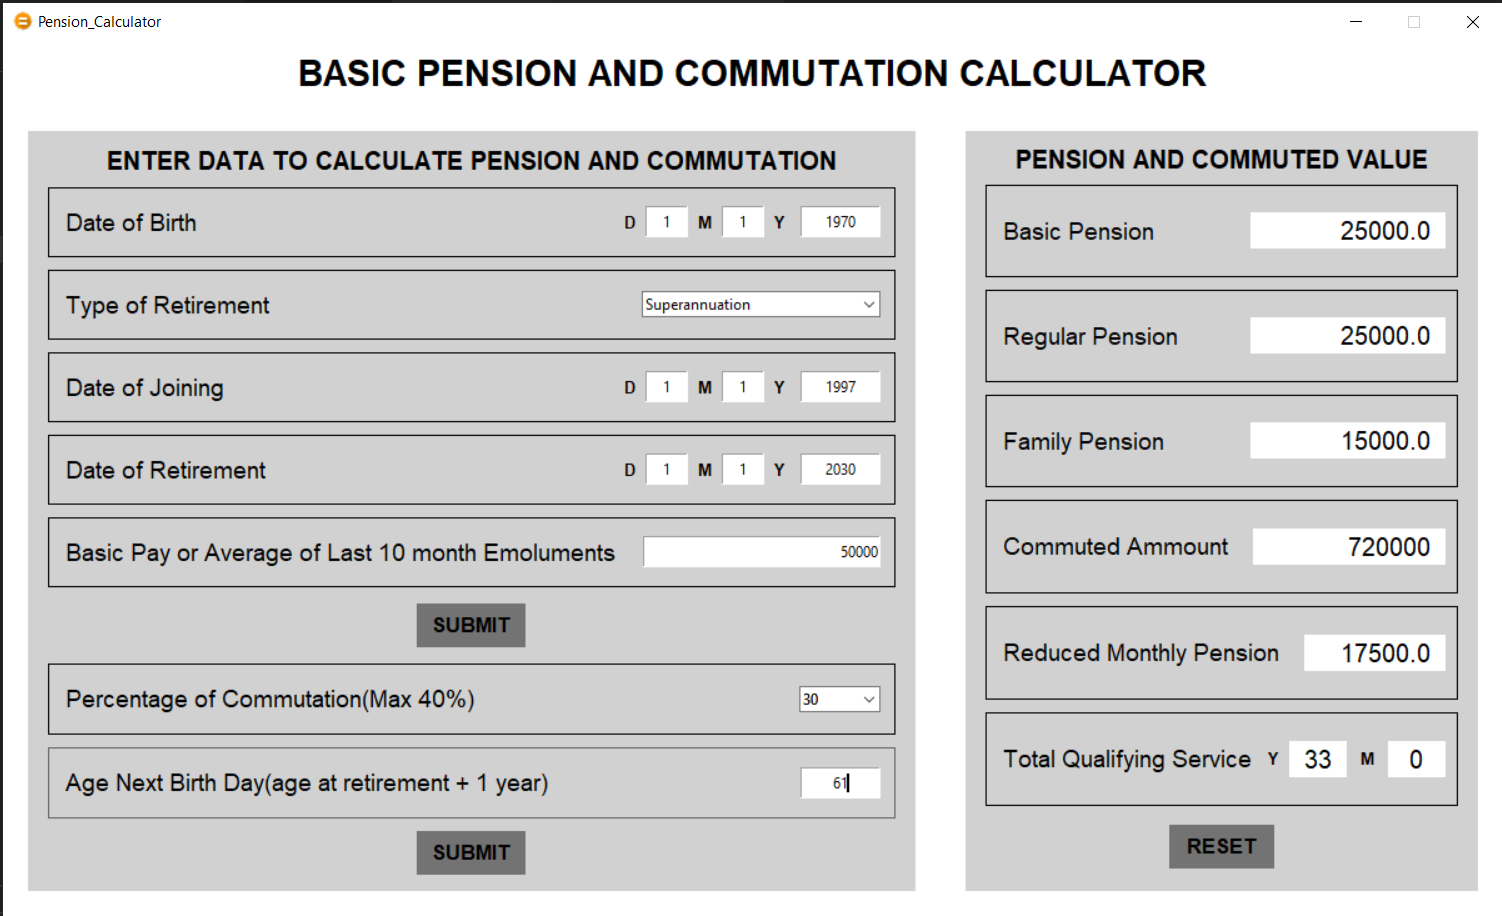 Pension_Calculator
BASIC PENSION AND COMMUTATION CALCULATOR
ENTER DATA TO CALCULATE PENSION AND COMMUTATION
Date of Birth D 1 M 1 Y 1970
Type of Retirement Superannuation
Date of Joining D 1 M 1 Y 1997
Date of Retirement D 1 M 1 Y 2030
Basic Pay or Average of Last 10 month Emoluments 50000
SUBMIT
Percentage of Commutation(Max 40%) 30
Age Next Birth Day(age at retirement + 1 year) 61
SUBMIT
PENSION AND COMMUTED VALUE
Basic Pension 25000.0
Regular Pension 25000.0
Family Pension 15000.0
Commuted Ammount 720000
Reduced Monthly Pension 17500.0
Total Qualifying Service Y 33 M 0
RESET